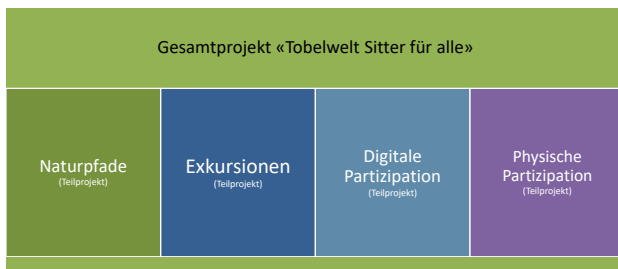 Gesamtprojekt «Tobelwelt Sitter für alle»
Naturpfade
(Teilprojekt)
Exkursionen
(Teilprojekt)
Digitale
Partizipation
(Teilprojekt)
Physische
Partizipation
(Teilprojekt)